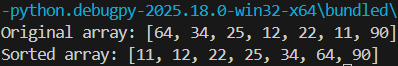 -python.debugpy-2025.18.0-win32-x64\bundled\
Original array: [64, 34, 25, 12, 22, 11, 90]
Sorted array: [11, 12, 22, 25, 34, 64, 90]